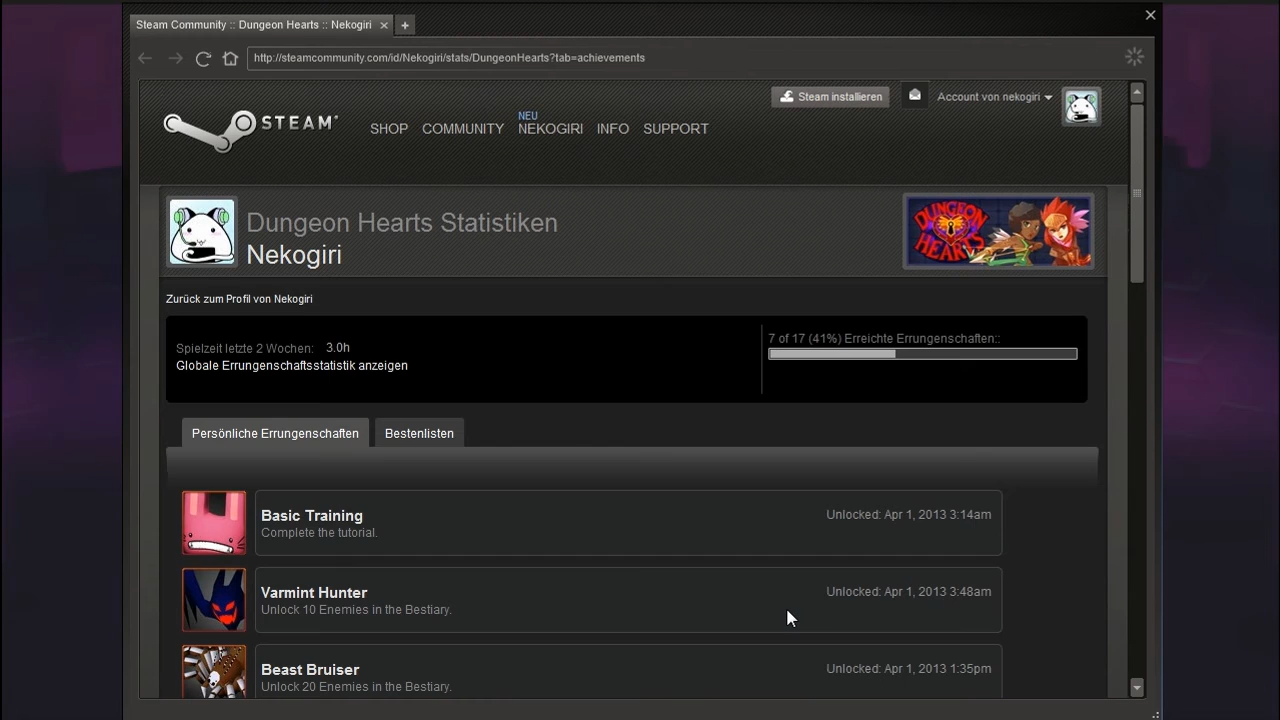 Steam Community :: Dungeon Hearts :: Nekogiri
http://steamcommunity.com/id/Nekogiri/stats/DungeonHearts?tab=achievements
Steam installieren
Account von nekogiri
STEAM
SHOP COMMUNITY NEU NEKOGIRI INFO SUPPORT
Dungeon Hearts Statistiken
Nekogiri
DUNGEON HEARTS
Zurück zum Profil von Nekogiri
Spielzeit letzte 2 Wochen: 3.0h
Globale Errungenschaftsstatistik anzeigen
7 of 17 (41%) Erreichte Errungenschaften::
Persönliche Errungenschaften Bestenlisten
Basic Training
Complete the tutorial.
Unlocked: Apr 1, 2013 3:14am
Varmint Hunter
Unlock 10 Enemies in the Bestiary.
Unlocked: Apr 1, 2013 3:48am
Beast Bruiser
Unlock 20 Enemies in the Bestiary.
Unlocked: Apr 1, 2013 1:35pm